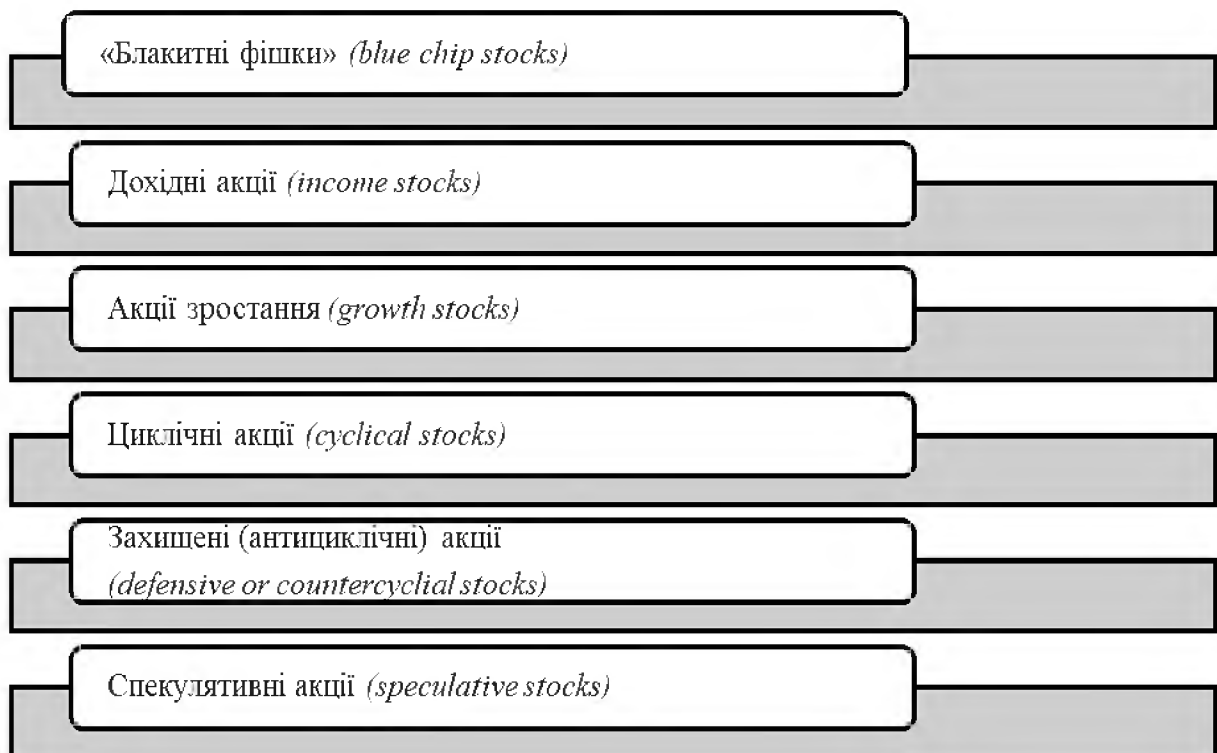 «Блакитні фішки» (blue chip stocks)
Дохідні акції (income stocks)
Акції зростання (growth stocks)
Циклічні акції (cyclical stocks)
Захищені (антициклічні) акції
(defensive or countercyclial stocks)
Спекулятивні акції (speculative stocks)